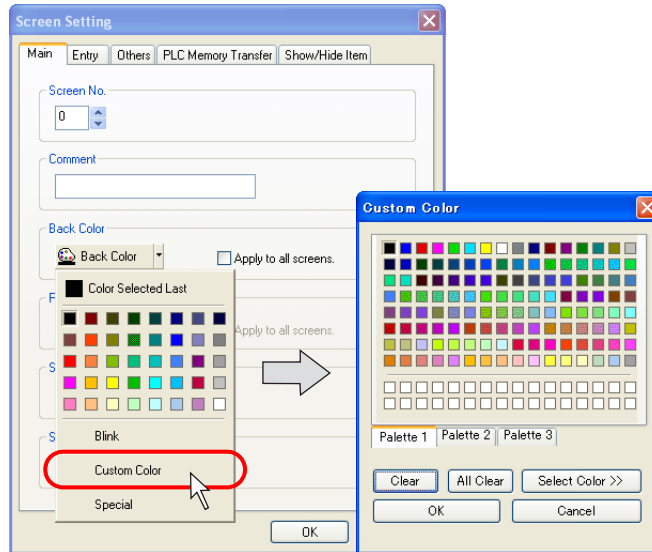 Screen Setting
Main Entry Others PLC Memory Transfer Show/Hide Item
Screen No.
0
Comment
Back Color
Back Color
Apply to all screens.
Color Selected Last
F
Apply to all screens.
S
S
Blink
Custom Color
Special
OK
Custom Color
Palette 1 Palette 2 Palette 3
Clear All Clear Select Color >>
OK Cancel